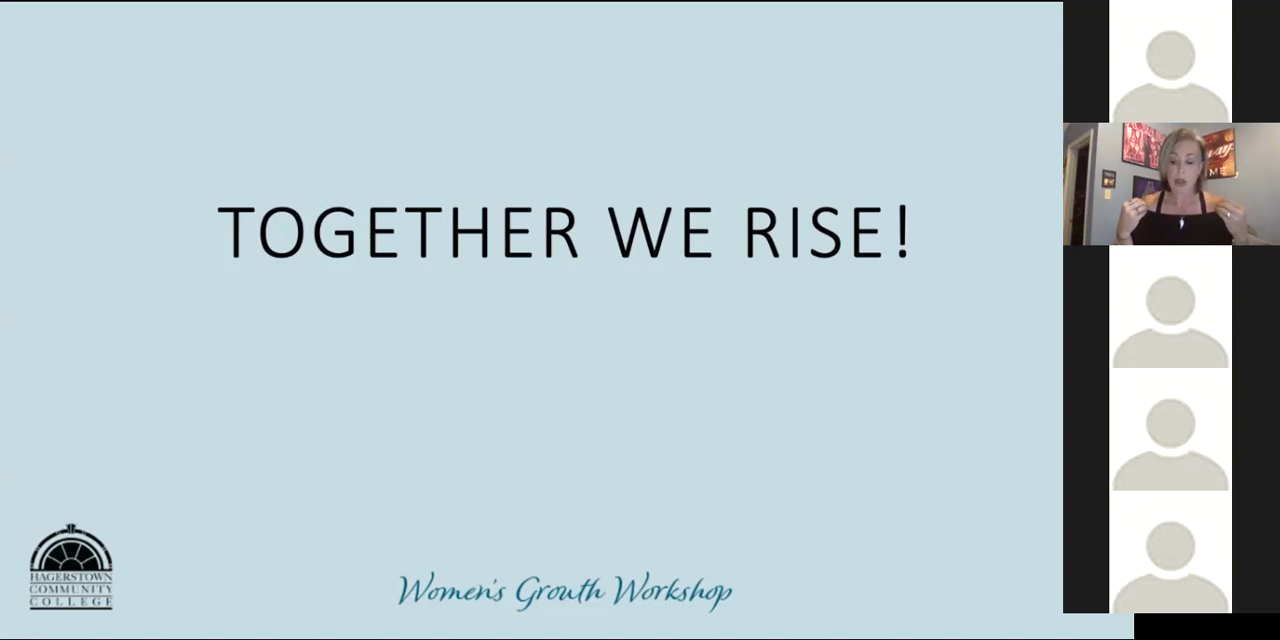 TOGETHER WE RISE!
HAGERSTOWN
COMMUNITY
COLLEGE
Women's Growth Workshop